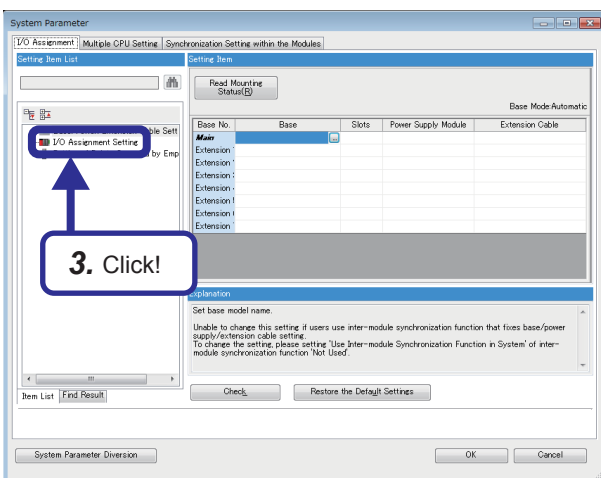 System Parameter
I/O Assignment Multiple CPU Setting Synchronization Setting within the Modules
Setting Item List
Setting Item
Read Mounting
Status(R)
Base Mode:Automatic
Base No. Base Slots Power Supply Module Extension Cable
Main
Extension
Extension
Extension
Extension
Extension
Extension
Extension
ble Sett
I/O Assignment Setting
by Emp
3. Click!
Explanation
Set base model name.
Unable to change this setting if users use inter-module synchronization function that fixes base/power
supply/extension cable setting.
To change the setting, please setting 'Use Inter-module Synchronization Function in System' of inter-
module synchronization function 'Not Used'.
Item List Find Result
Check Restore the Default Settings
System Parameter Diversion
OK Cancel